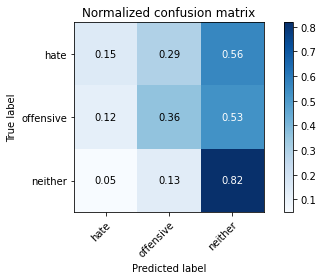 Normalized confusion matrix
True label
hate 0.15 0.29 0.56
offensive 0.12 0.36 0.53
neither 0.05 0.13 0.82
hate offensive neither
Predicted label
0.8
0.7
0.6
0.5
0.4
0.3
0.2
0.1